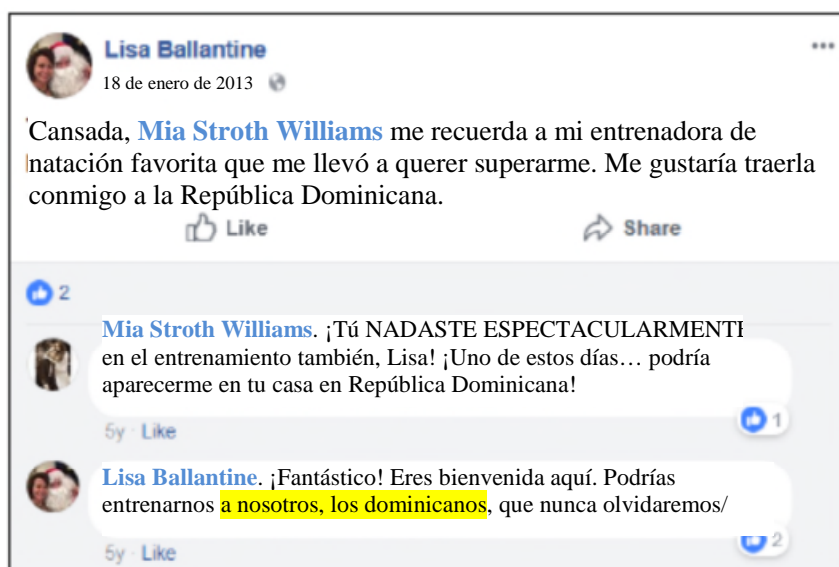 Lisa Ballantine
18 de enero de 2013
Cansada, Mia Stroth Williams me recuerda a mi entrenadora de
natación favorita que me llevó a querer superarme. Me gustaría traerla
conmigo a la República Dominicana.
Like Share
2
Mia Stroth Williams. ¡Tú NADASTE ESPECTACULARMENTE
en el entrenamiento también, Lisa! ¡Uno de estos días… podría
aparecerme en tu casa en República Dominicana!
1
5y · Like
Lisa Ballantine. ¡Fantástico! Eres bienvenida aquí. Podrías
entrenarnos a nosotros, los dominicanos, que nunca olvidaremos/
2
5y · Like